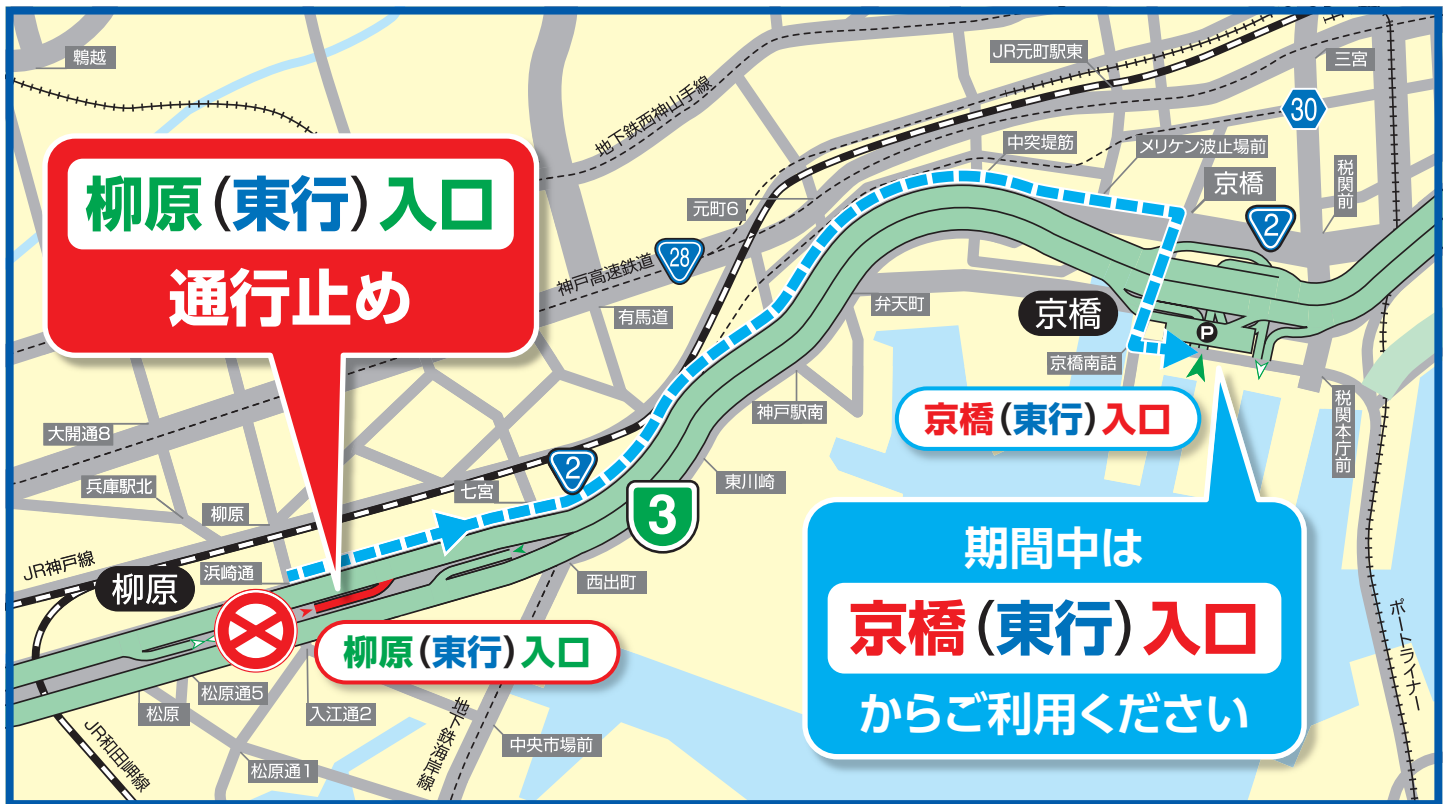 鵯越
JR元町駅東
三宮
30
地下鉄西神山手線
中突堤筋
メリケン波止場前
京橋
税関前
柳原（東行）入口
通行止め
元町6
2
28
神戸高速鉄道
有馬道
弁天町
京橋
P
京橋南詰
神戸駅南
京橋（東行）入口
税関本庁前
大開通8
兵庫駅北
柳原
七宮
2
東川崎
3
期間中は
京橋（東行）入口
からご利用ください
JR神戸線
浜崎通
柳原
西出町
柳原（東行）入口
ポートライナー
松原通5
松原
入江通2
地下鉄海岸線
中央市場前
JR和田岬線
松原通1